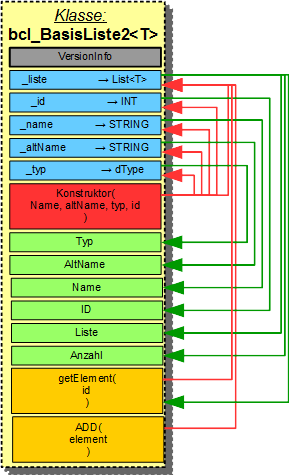 Klasse:
bcl_BasisListe2<T>
VersionInfo
_liste → List<T>
_id → INT
_name → STRING
_altName → STRING
_typ → dType
Konstruktor(
Name, altName, typ, id
)
Typ
AltName
Name
ID
Liste
Anzahl
getElement(
id
)
ADD(
element
)